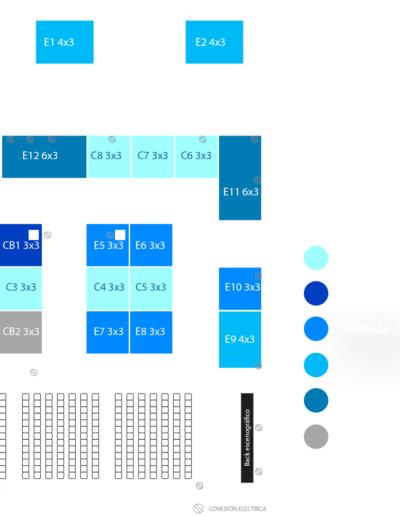 E1 4x3
E2 4x3
E12 6x3
C8 3x3
C7 3x3
C6 3x3
E11 6x3
CB1 3x3
E5 3x3
E6 3x3
C3 3x3
C4 3x3
C5 3x3
E10 3x3
CB2 3x3
E7 3x3
E8 3x3
E9 4x3
Stands 3
Back escenográfico
CONEXIÓN ELECTRICA